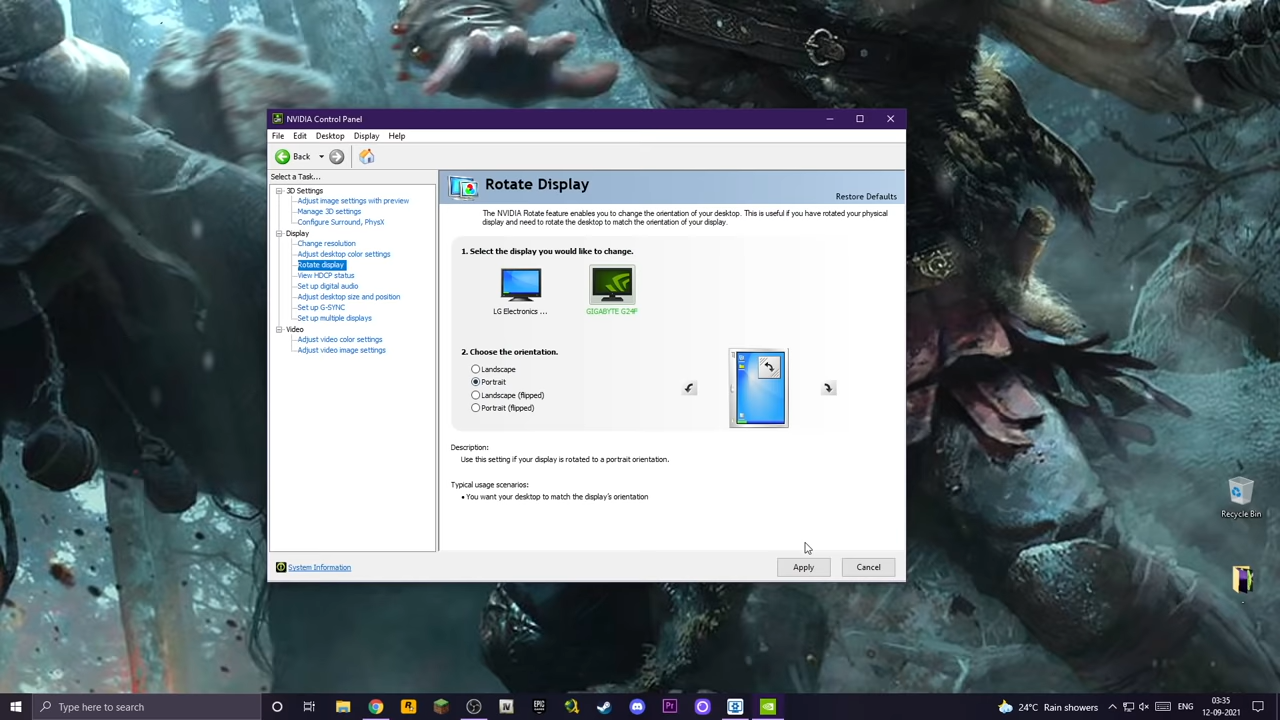 NVIDIA Control Panel
File Edit Desktop Display Help
Back
Select a Task...
3D Settings
Adjust image settings with preview
Manage 3D settings
Configure Surround, PhysX
Display
Change resolution
Adjust desktop color settings
Rotate display
View HDCP status
Set up digital audio
Adjust desktop size and position
Set up G-SYNC
Set up multiple displays
Video
Adjust video color settings
Adjust video image settings
System Information
Rotate Display
Restore Defaults
The NVIDIA Rotate feature enables you to change the orientation of your desktop. This is useful if you have rotated your physical
display and need to rotate the desktop to match the orientation of your display.
1. Select the display you would like to change.
LG Electronics ...
GIGABYTE G24F
2. Choose the orientation.
Landscape
Portrait
Landscape (flipped)
Portrait (flipped)
Description:
Use this setting if your display is rotated to a portrait orientation.
Typical usage scenarios:
• You want your desktop to match the display's orientation
Apply
Cancel
Recycle Bin
.
Type here to search
IV
EPIC
GAMES
Pr
24°C Rain showers
03:35
12-09-2021